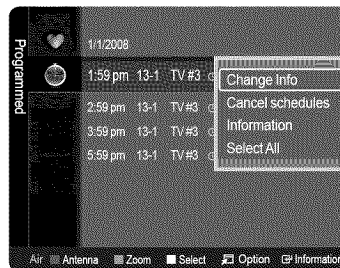 Programmed
1/1/2008
1:59 pm 13-1 TV #3
2:59 pm 13-1 TV #3
3:59 pm 13-1 TV #3
5:59 pm 13-1 TV #3
Change Info
Cancel schedules
Information
Select All
Air Antenna Zoom Select Option Information